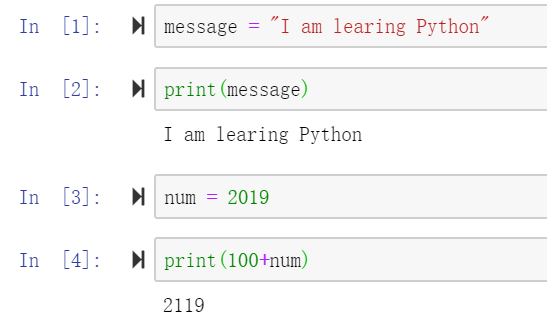 In [1]: message = "I am learing Python"
In [2]: print(message)
I am learing Python
In [3]: num = 2019
In [4]: print(100+num)
2119